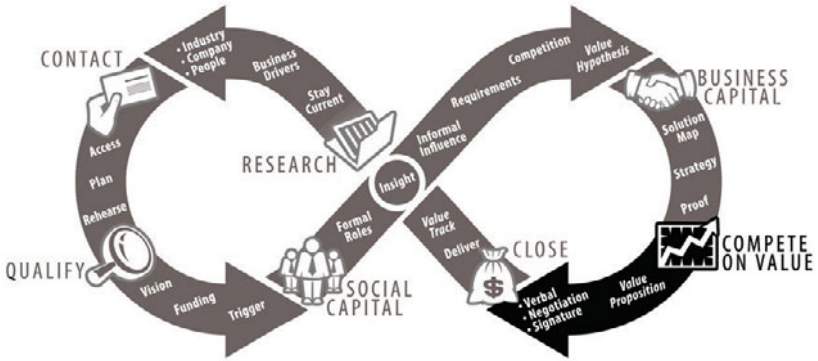 RESEARCH
Stay Current
Business
Drivers
• Industry
• Company
• People
CONTACT
Access
Plan
Rehearse
QUALIFY
Vision
Funding
Trigger
SOCIAL
CAPITAL
Formal
Roles
Insight
Informal
Influence
Requirements
Competition
Value
Hypothesis
BUSINESS
CAPITAL
Solution
Map
Strategy
Proof
COMPETE
ON VALUE
Value
Proposition
• Verbal
• Negotiation
• Signature
CLOSE
$
Deliver
Value
Track